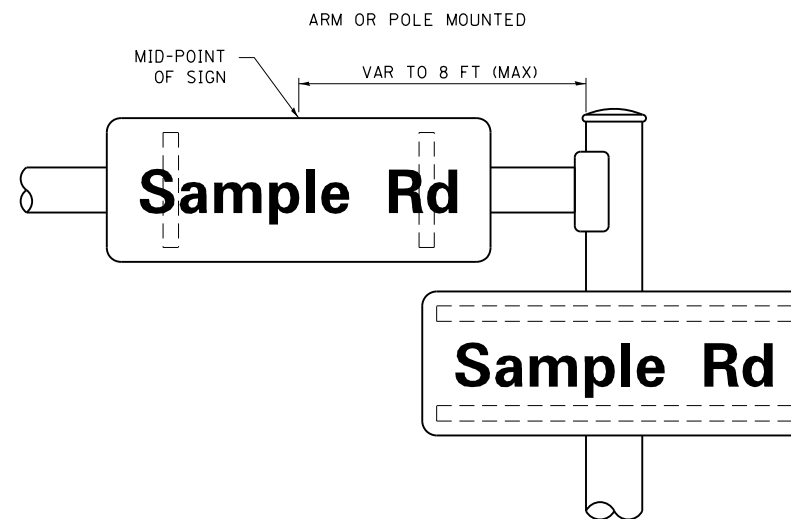 ARM OR POLE MOUNTED
MID-POINT
OF SIGN
VAR TO 8 FT (MAX)
Sample Rd
Sample Rd